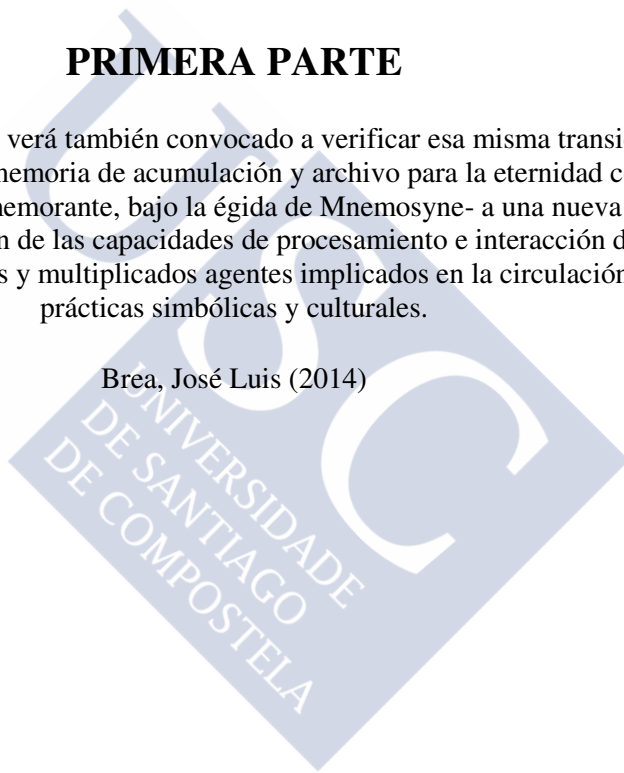 PRIMERA PARTE
verá también convocado a verificar esa misma
memoria de acumulación y archivo para la eternidad
bajo la égida de Mnemosyne- a una nueva
de las capacidades de procesamiento e interacción
y multiplicados agentes implicados en la circulación
prácticas simbólicas y culturales.
Brea, José Luis (2014)
USC
UNIVERSIDADE
DE SANTIAGO
DE COMPOSTELA